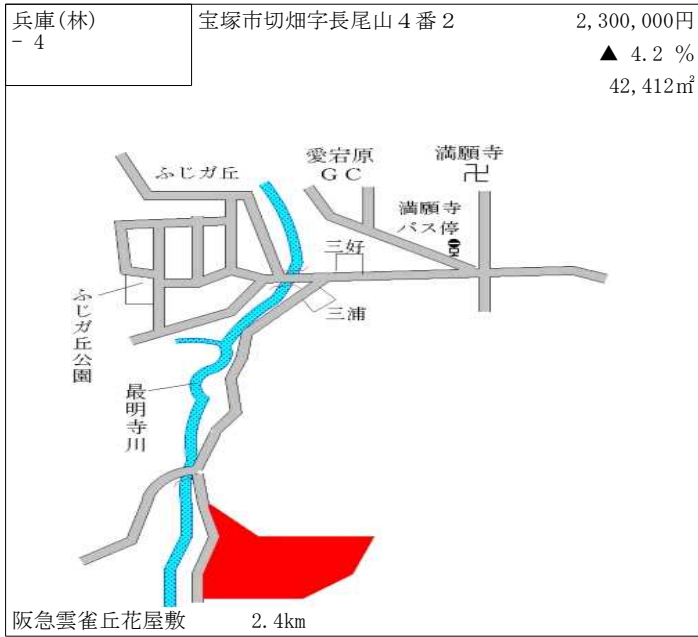 兵庫(林)
- 4
宝塚市切畑字長尾山４番２
2,300,000円
▲ 4.2 %
42,412㎡
ふじガ丘
愛宕原
ＧＣ
満願寺
卍
満願寺
バス停
三好
三浦
ふじガ丘公園
最明寺川
阪急雲雀丘花屋敷 2.4km